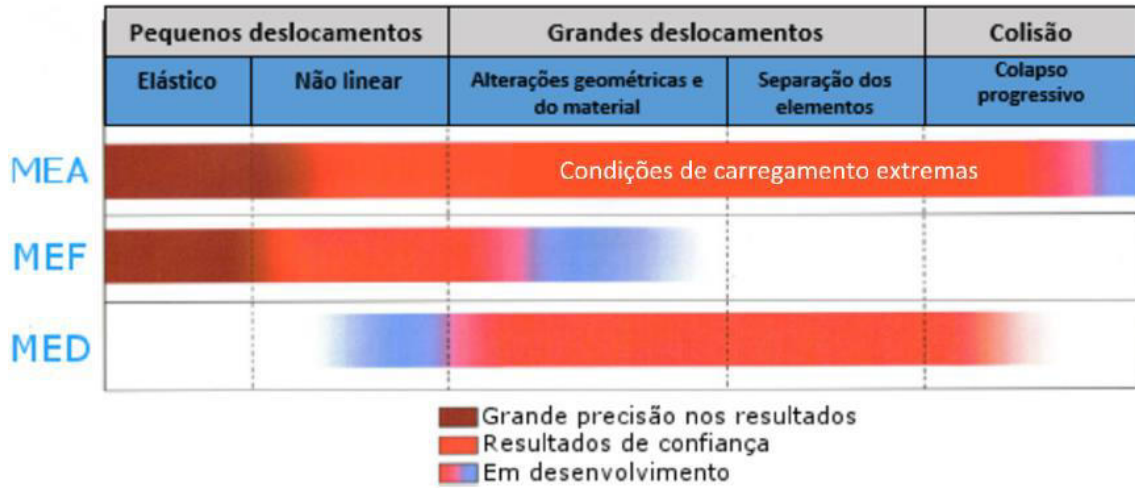 Pequenos deslocamentos Grandes deslocamentos Colisão
Elástico Não linear Alterações geométricas e do material Separação dos elementos Colapso progressivo
MEA Condições de carregamento extremas
MEF
MED
Grande precisão nos resultados
Resultados de confiança
Em desenvolvimento